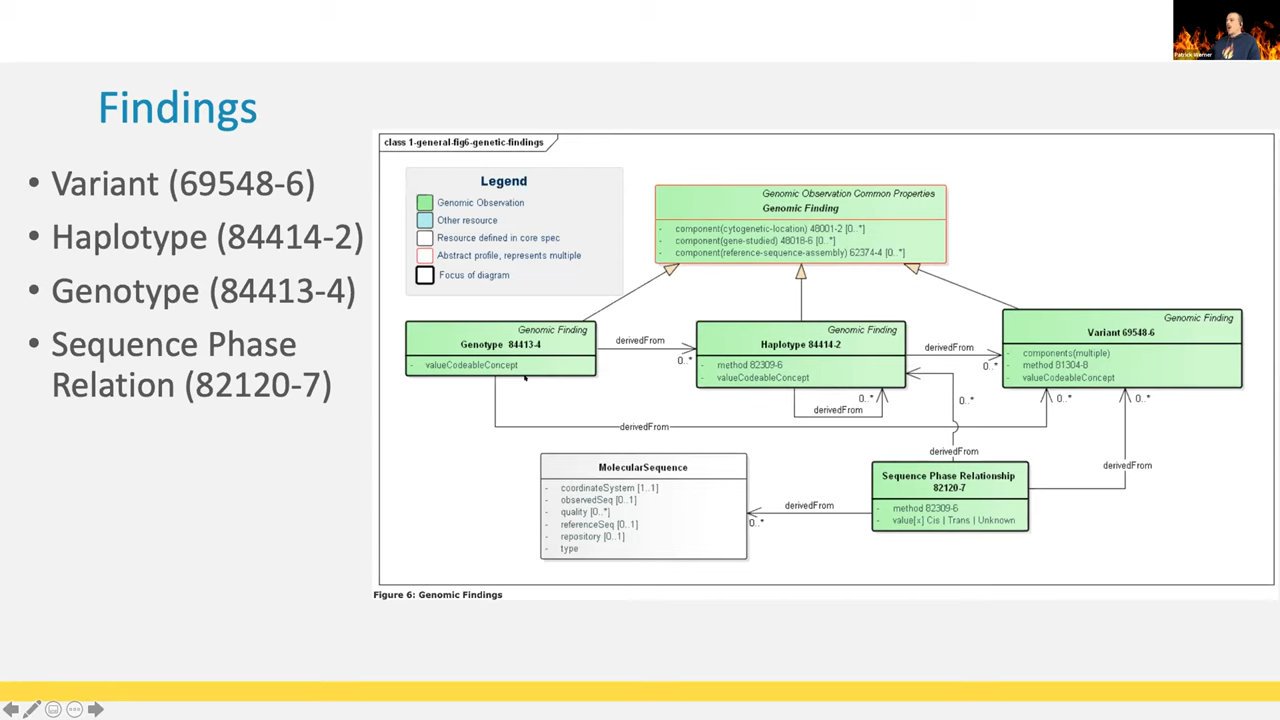 Patrick Werner
Findings
• Variant (69548-6)
• Haplotype (84414-2)
• Genotype (84413-4)
• Sequence Phase
Relation (82120-7)
class 1-general-fig6-genetic-findings
Legend
Genomic Observation
Other resource
Resource defined in core spec
Abstract profile, represents multiple
Focus of diagram
Genomic Observation Common Properties
Genomic Finding
- component(cytogenetic-location) 48001-2 [0..*]
- component(gene-studied) 48018-6 [0..*]
- component(reference-sequence-assembly) 62374-4 [0..*]
Genomic Finding
Genotype 84413-4
- valueCodeableConcept
derivedFrom
0..*
Genomic Finding
Haplotype 84414-2
- method 82309-6
- valueCodeableConcept
derivedFrom
0..*
Genomic Finding
Variant 69548-6
- components(multiple)
- method 81304-8
- valueCodeableConcept
0..*
derivedFrom
0..*
0..*
0..*
derivedFrom
derivedFrom
derivedFrom
MolecularSequence
- coordinateSystem [1..1]
- observedSeq [0..1]
- quality [0..*]
- referenceSeq [0..1]
- repository [0..1]
- type
derivedFrom
0..*
Sequence Phase Relationship
82120-7
- method 82309-6
- value[x] Cis | Trans | Unknown
Figure 6: Genomic Findings